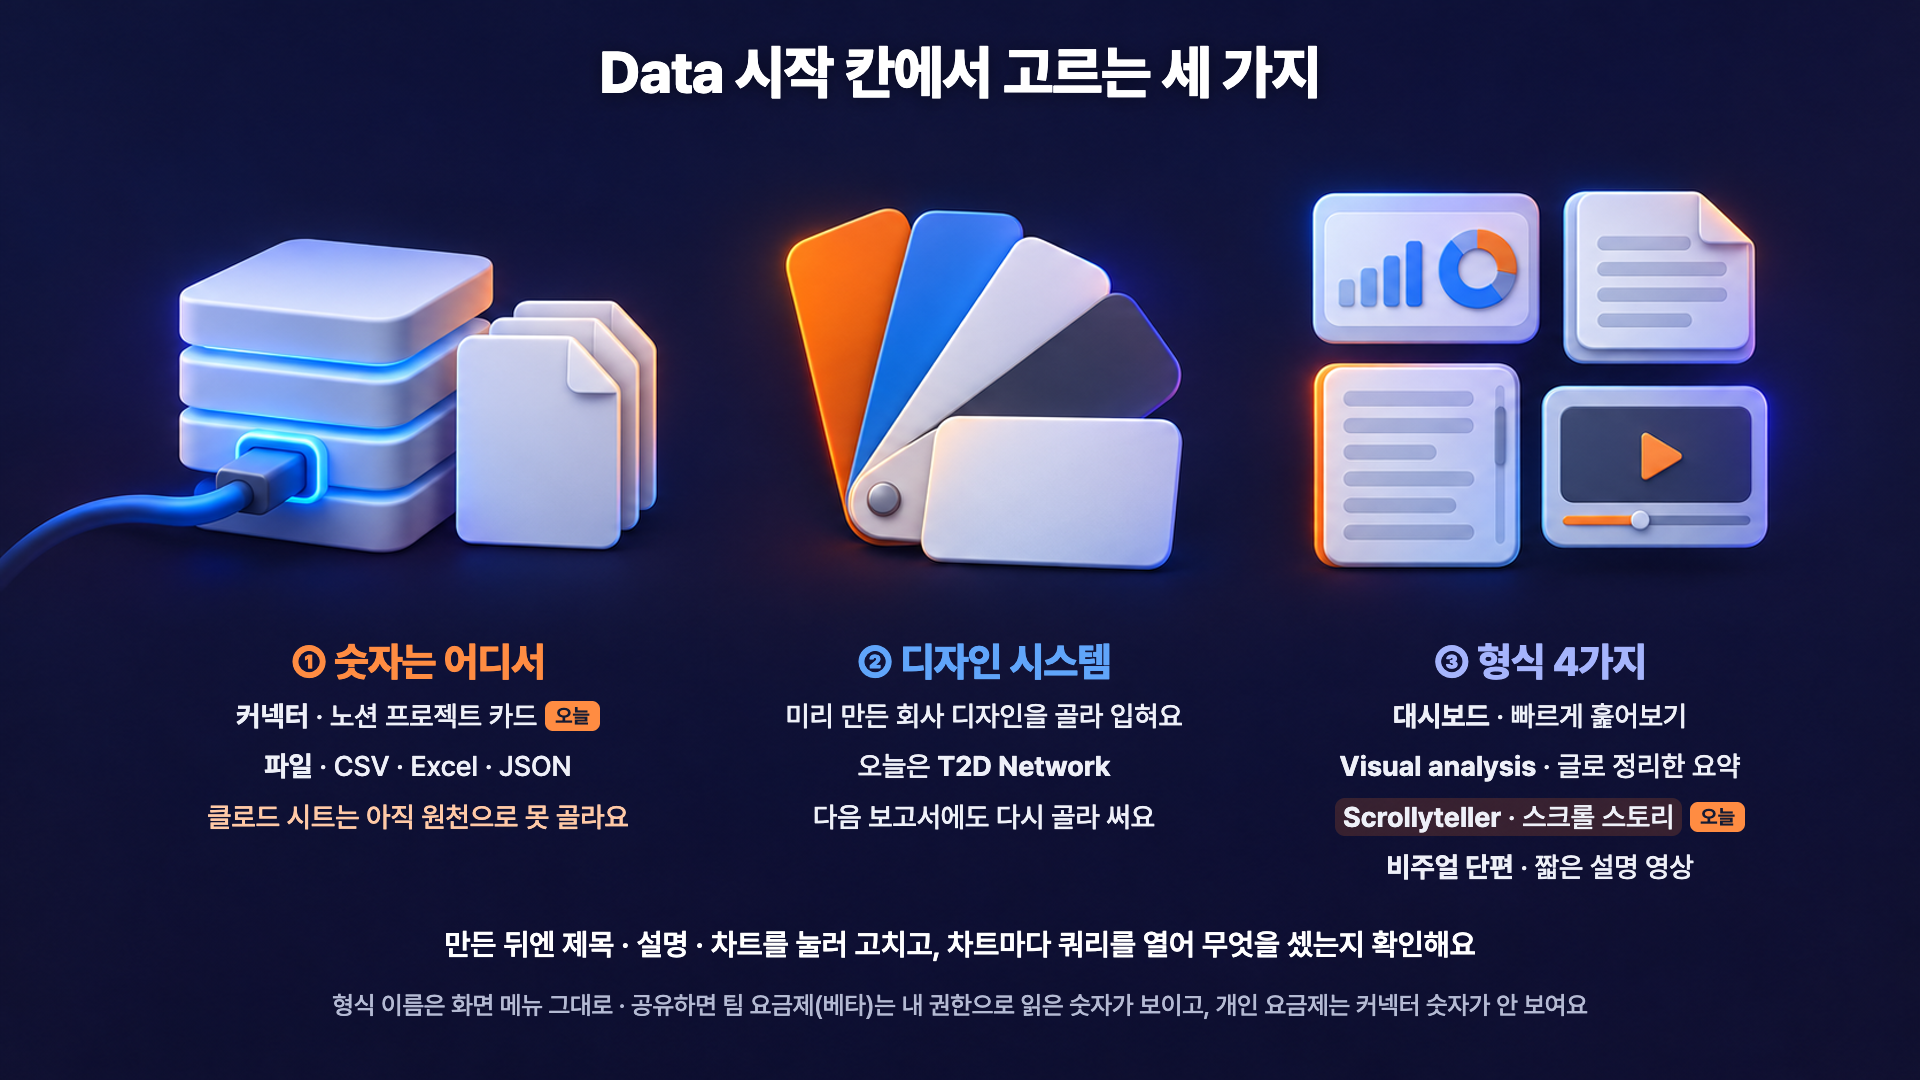 Data 시작 칸에서 고르는 세 가지
① 숫자는 어디서
커넥터 · 노션 프로젝트 카드 오늘
파일 · CSV · Excel · JSON
클로드 시트는 아직 원천으로 못 골라요
② 디자인 시스템
미리 만든 회사 디자인을 골라 입혀요
오늘은 T2D Network
다음 보고서에도 다시 골라 써요
③ 형식 4가지
대시보드 · 빠르게 훑어보기
Visual analysis · 글로 정리한 요약
Scrollyteller · 스크롤 스토리 오늘
비주얼 단편 · 짧은 설명 영상
만든 뒤엔 제목 · 설명 · 차트를 눌러 고치고, 차트마다 쿼리를 열어 무엇을 셌는지 확인해요
형식 이름은 화면 메뉴 그대로 · 공유하면 팀 요금제(베타)는 내 권한으로 읽은 숫자가 보이고, 개인 요금제는 커넥터 숫자가 안 보여요